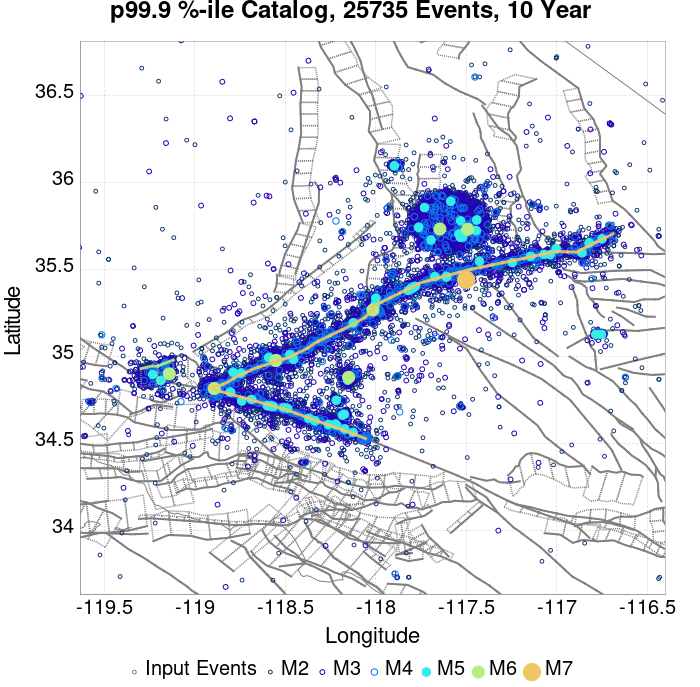 p99.9 %-ile Catalog, 25735 Events, 10 Year
36.5
36
35.5
35
34.5
34
Latitude
-119.5 -119 -118.5 -118 -117.5 -117 -116.5
Longitude
Input Events M2 M3 M4 M5 M6 M7